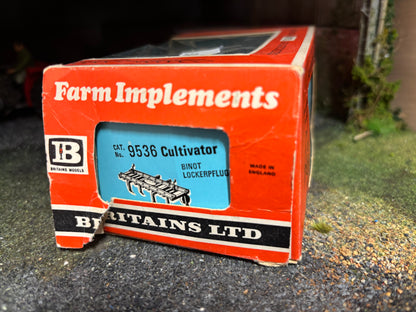 Farm Implements
B
BRITAINS MODELS
CAT.
No. 9536 Cultivator
BINOT
LOCKERPFLUG
MADE IN
ENGLAND
BRITAINS LTD